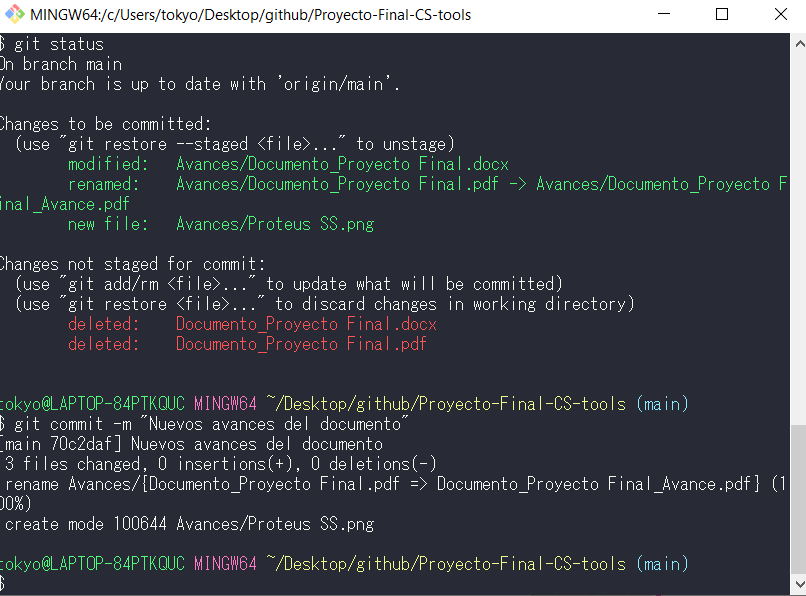 MINGW64:/c/Users/tokyo/Desktop/github/Proyecto-Final-CS-tools
$ git status
On branch main
Your branch is up to date with 'origin/main'.
Changes to be committed:
(use "git restore --staged <file>..." to unstage)
modified: Avances/Documento_Proyecto Final.docx
renamed: Avances/Documento_Proyecto Final.pdf -> Avances/Documento_Proyecto F
inal_Avance.pdf
new file: Avances/Proteus SS.png
Changes not staged for commit:
(use "git add/rm <file>..." to update what will be committed)
(use "git restore <file>..." to discard changes in working directory)
deleted: Documento_Proyecto Final.docx
deleted: Documento_Proyecto Final.pdf
tokyo@LAPTOP-84PTKQUC MINGW64 ~/Desktop/github/Proyecto-Final-CS-tools (main)
$ git commit -m "Nuevos avances del documento"
[main 70c2daf] Nuevos avances del documento
3 files changed, 0 insertions(+), 0 deletions(-)
rename Avances/{Documento_Proyecto Final.pdf => Documento_Proyecto Final_Avance.pdf} (1
00%)
create mode 100644 Avances/Proteus SS.png
tokyo@LAPTOP-84PTKQUC MINGW64 ~/Desktop/github/Proyecto-Final-CS-tools (main)
$